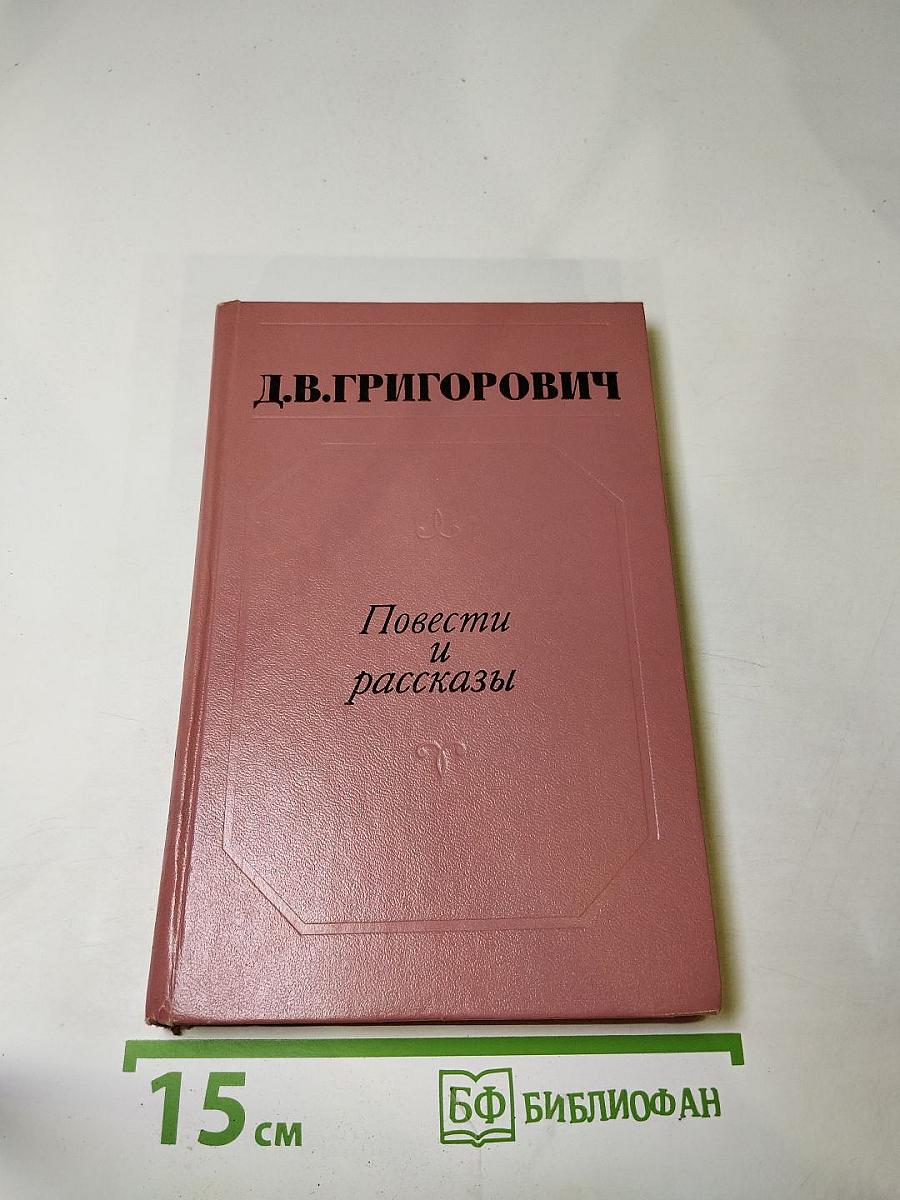 Д.В.ГРИГОРОВИЧ
Повести
и
рассказы
15 см
БФ БИБЛИОФАН